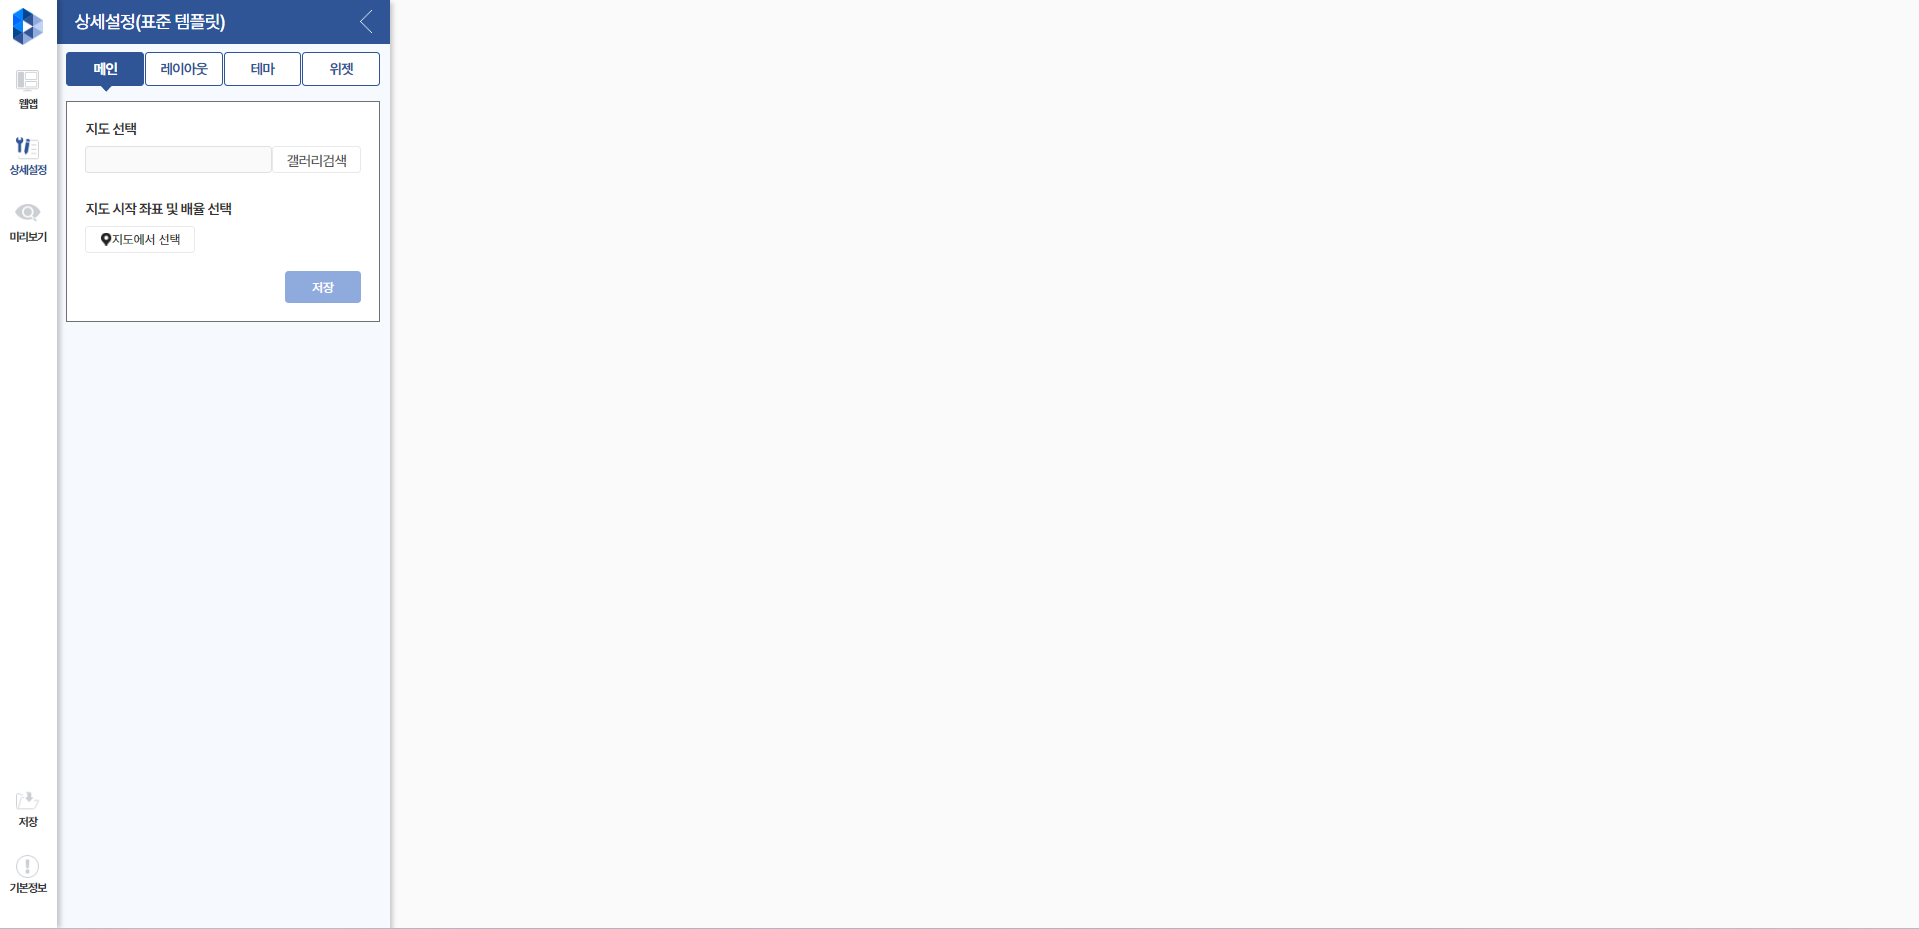 상세설정(표준 템플릿)
메인
레이아웃
테마
위젯
웹앱
상세설정
미리보기
지도 선택
갤러리검색
지도 시작 좌표 및 배율 선택
지도에서 선택
저장
저장
기본정보